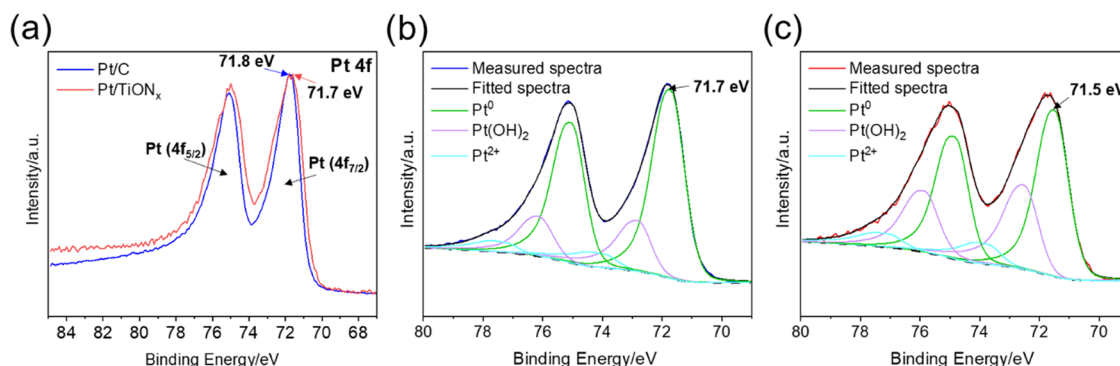 (a)
71.8 eV
Pt 4f
Pt/C
Pt/TiONₓ
71.7 eV
Pt (4f5/2)
Pt (4f7/2)
Intensity/a.u.
84 82 80 78 76 74 72 70 68
Binding Energy/eV
(b)
Measured spectra
Fitted spectra
Pt⁰
Pt(OH)₂
Pt²⁺
71.7 eV
Intensity/a.u.
80 78 76 74 72 70
Binding Energy/eV
(c)
Measured spectra
Fitted spectra
Pt⁰
Pt(OH)₂
Pt²⁺
71.5 eV
Intensity/a.u.
80 78 76 74 72 70
Binding Energy/eV